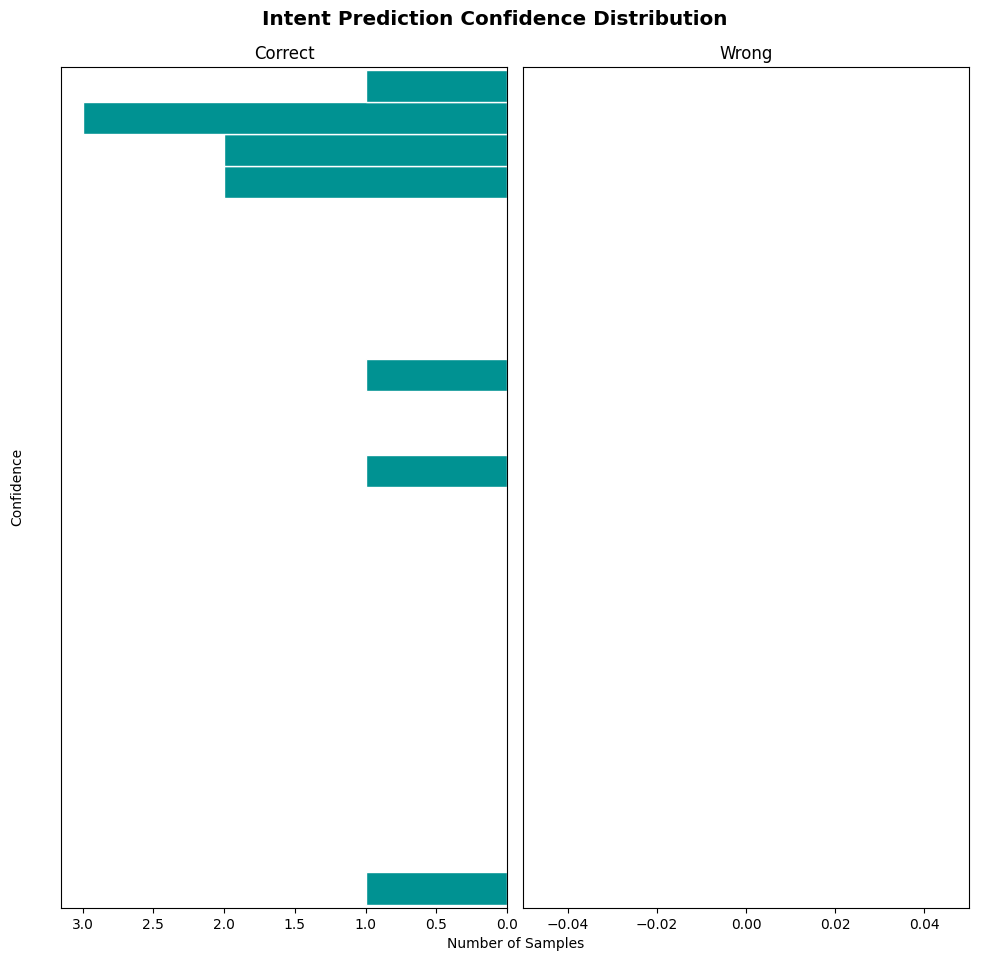 Intent Prediction Confidence Distribution
Correct
Wrong
Confidence
3.0 2.5 2.0 1.5 1.0 0.5 0.0
−0.04 −0.02 0.00 0.02 0.04
Number of Samples